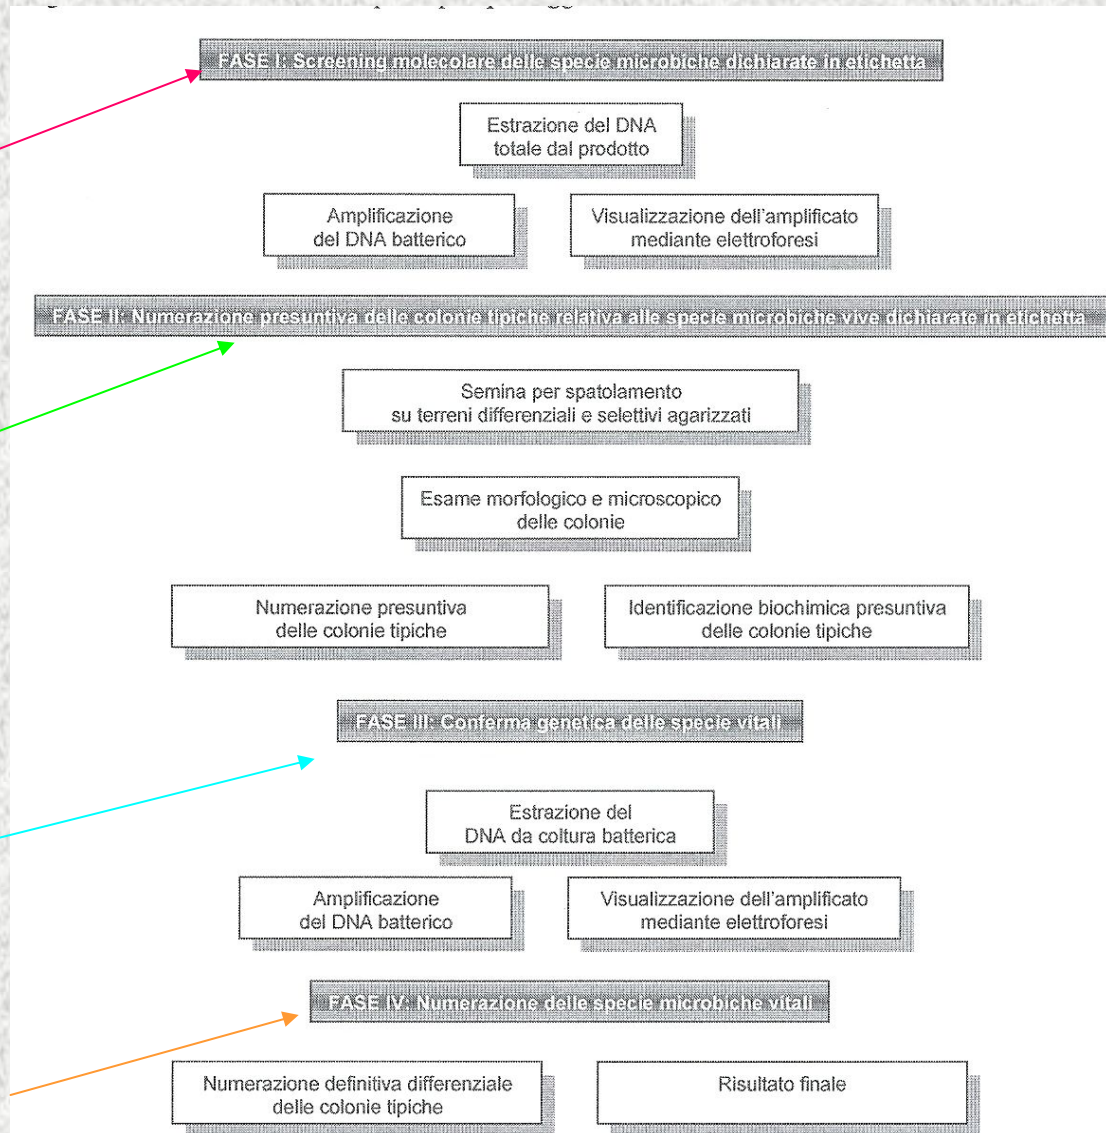 FASE I: Screening molecolare delle specie microbiche dichiarate in etichetta
Estrazione del DNA
totale dal prodotto
Amplificazione
del DNA batterico
Visualizzazione dell'amplificato
mediante elettroforesi
FASE II: Numerazione presuntiva delle colonie tipiche relativa alle specie microbiche vive dichiarate in etichetta
Semina per spatolamento
su terreni differenziali e selettivi agarizzati
Esame morfologico e microscopico
delle colonie
Numerazione presuntiva
delle colonie tipiche
Identificazione biochimica presuntiva
delle colonie tipiche
FASE III: Conferma genetica delle specie vitali
Estrazione del
DNA da coltura batterica
Amplificazione
del DNA batterico
Visualizzazione dell'amplificato
mediante elettroforesi
FASE IV: Numerazione delle specie microbiche vitali
Numerazione definitiva differenziale
delle colonie tipiche
Risultato finale